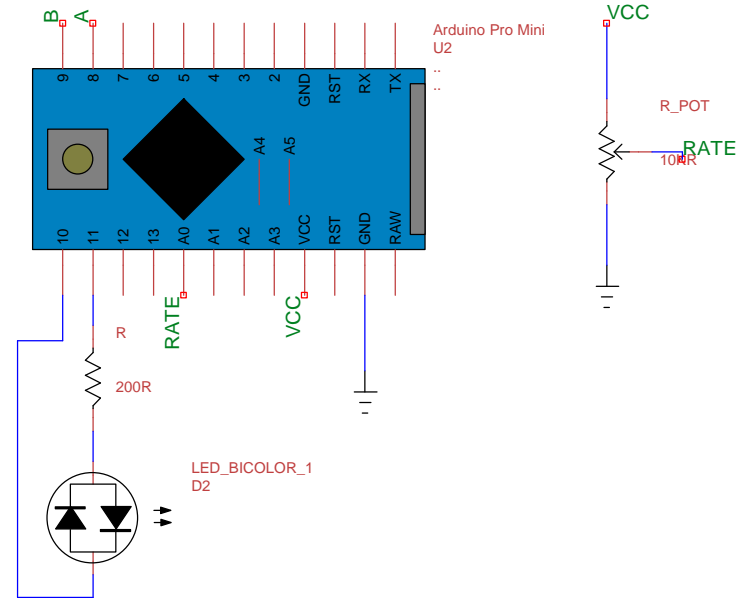 B
A
VCC
Arduino Pro Mini
U2
..
..
9
8
7
6
5
4
3
2
GND
RST
RX
TX
R_POT
A4
A5
RATE
10
11
12
13
A0
A1
A2
A3
VCC
RST
GND
RAW
RATE
VCC
R
200R
LED_BICOLOR_1
D2